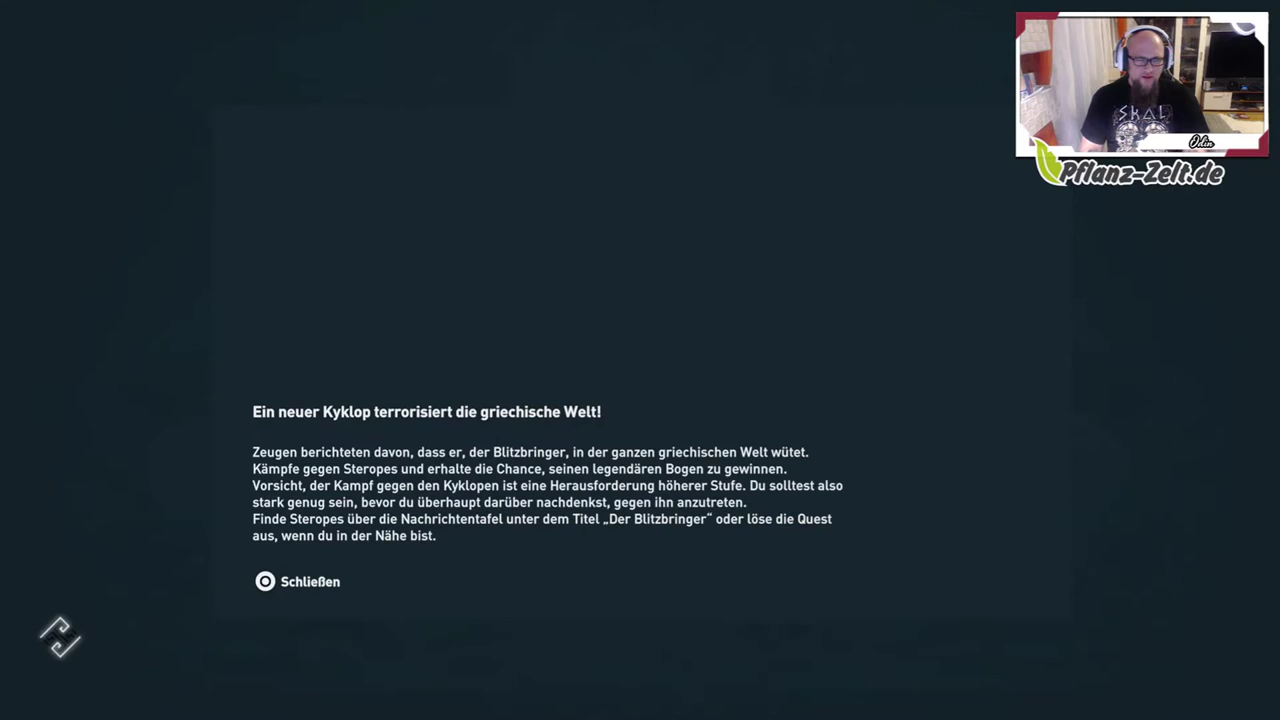 SKAL
Odin
Pflanz-Zelt.de
Ein neuer Kyklop terrorisiert die griechische Welt!
Zeugen berichteten davon, dass er, der Blitzbringer, in der ganzen griechischen Welt wütet.
Kämpfe gegen Steropes und erhalte die Chance, seinen legendären Bogen zu gewinnen.
Vorsicht, der Kampf gegen den Kyklopen ist eine Herausforderung höherer Stufe. Du solltest also
stark genug sein, bevor du überhaupt darüber nachdenkst, gegen ihn anzutreten.
Finde Steropes über die Nachrichtentafel unter dem Titel „Der Blitzbringer“ oder löse die Quest
aus, wenn du in der Nähe bist.
Schließen